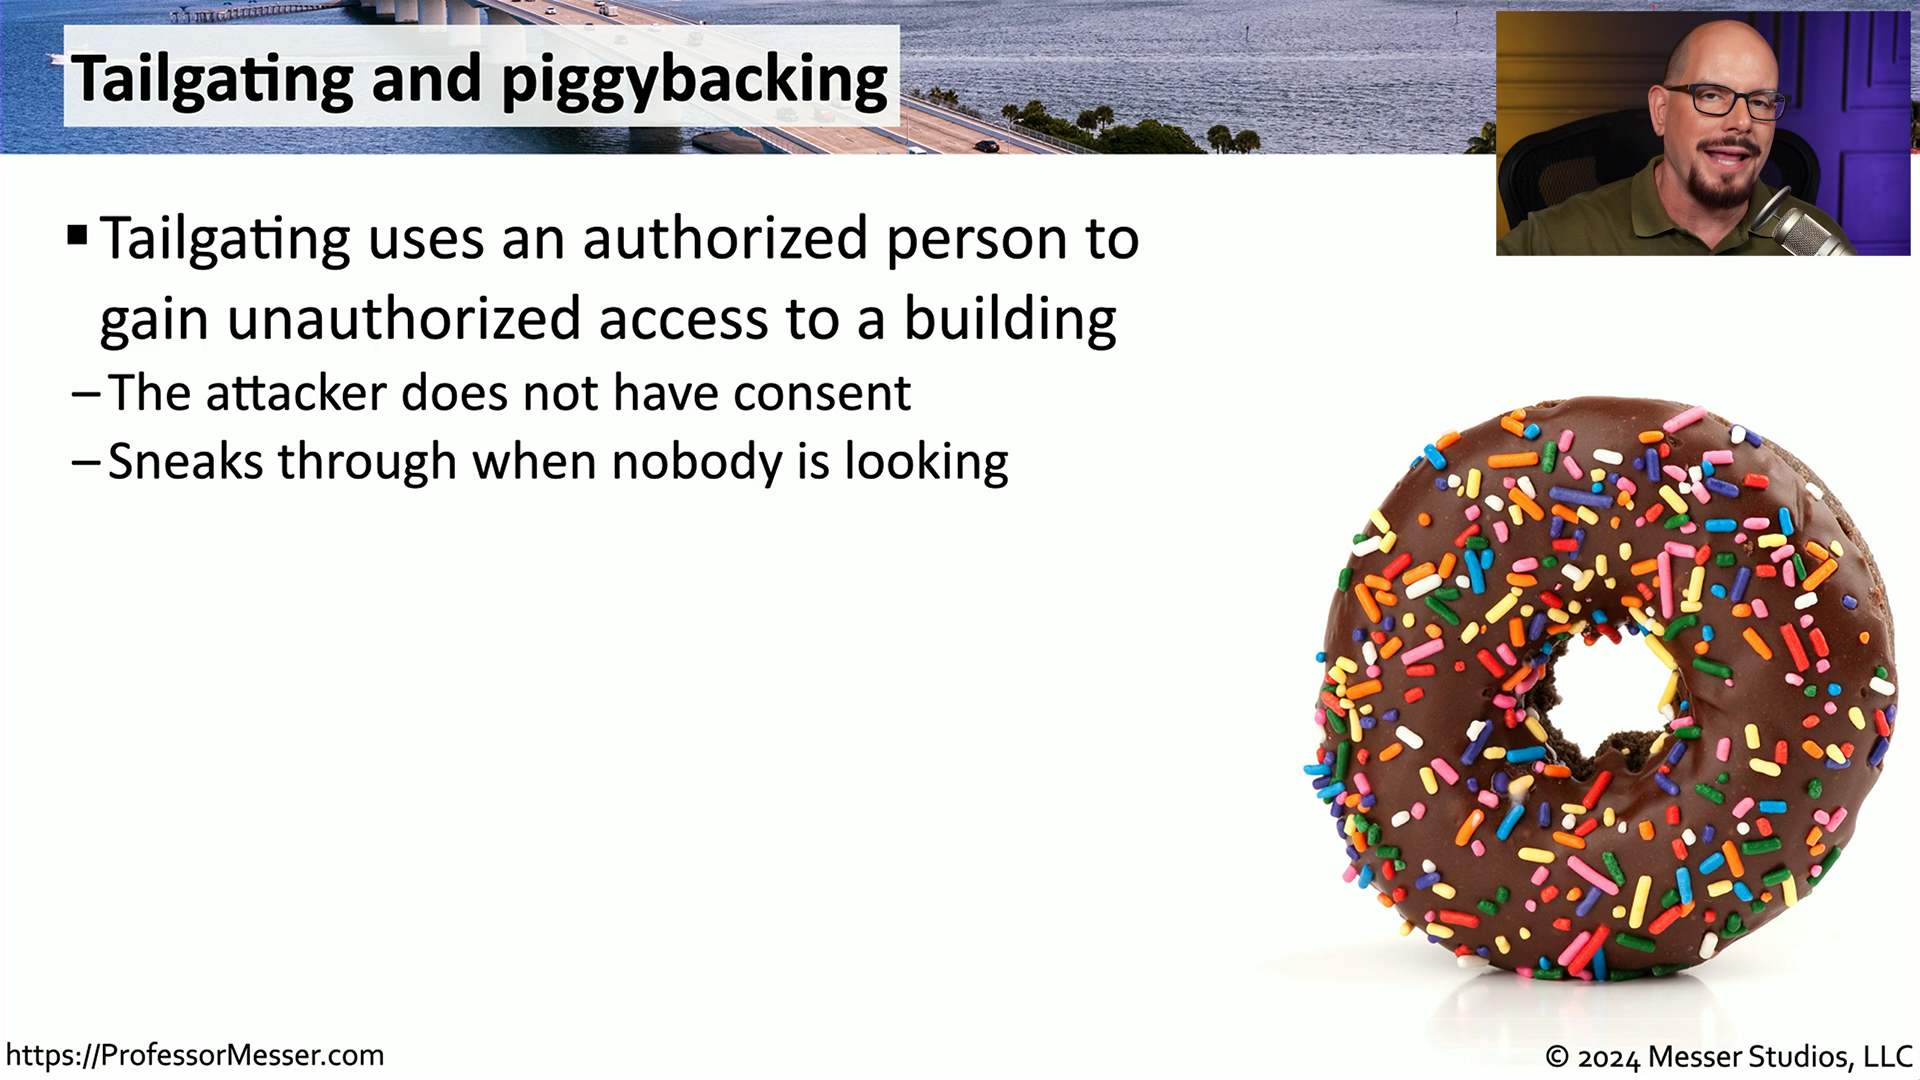 Tailgating and piggybacking
▪ Tailgating uses an authorized person to
gain unauthorized access to a building
– The attacker does not have consent
– Sneaks through when nobody is looking
https://ProfessorMesser.com
© 2024 Messer Studios, LLC